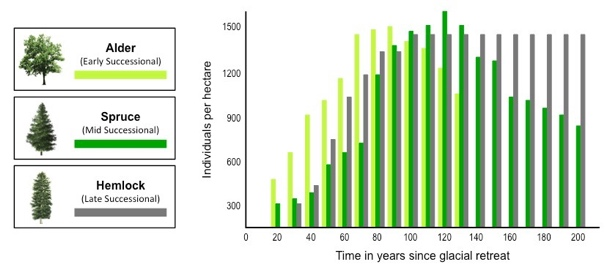 Alder
(Early Successional)
Spruce
(Mid Successional)
Hemlock
(Late Successional)
Individuals per hectare
1500
1200
900
600
300
0 20 40 60 80 100 120 140 160 180 200
Time in years since glacial retreat